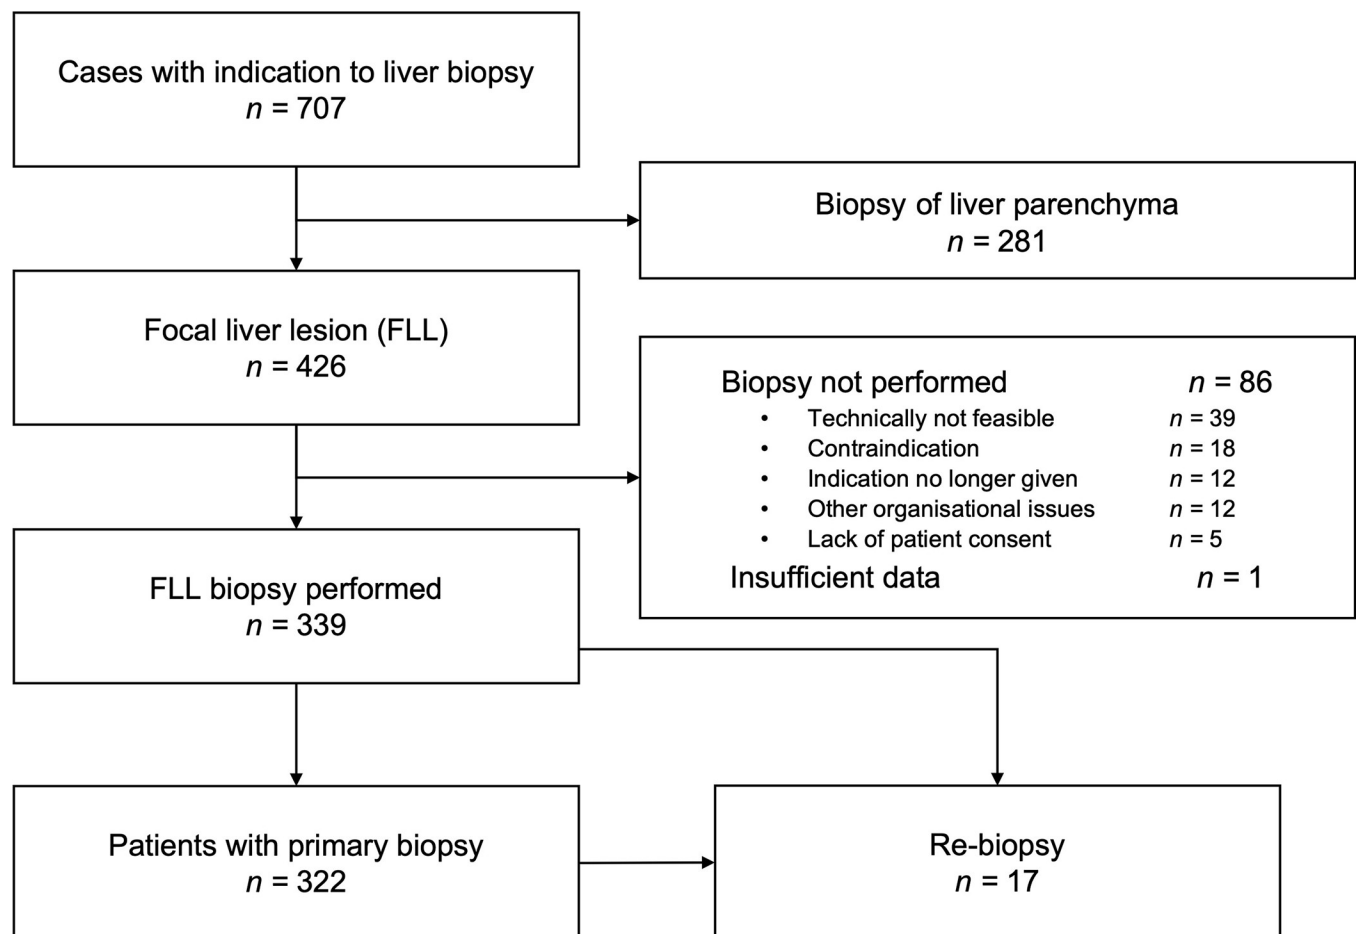 Cases with indication to liver biopsy
n = 707
Biopsy of liver parenchyma
n = 281
Focal liver lesion (FLL)
n = 426
Biopsy not performed n = 86
• Technically not feasible n = 39
• Contraindication n = 18
• Indication no longer given n = 12
• Other organisational issues n = 12
• Lack of patient consent n = 5
Insufficient data n = 1
FLL biopsy performed
n = 339
Patients with primary biopsy
n = 322
Re-biopsy
n = 17